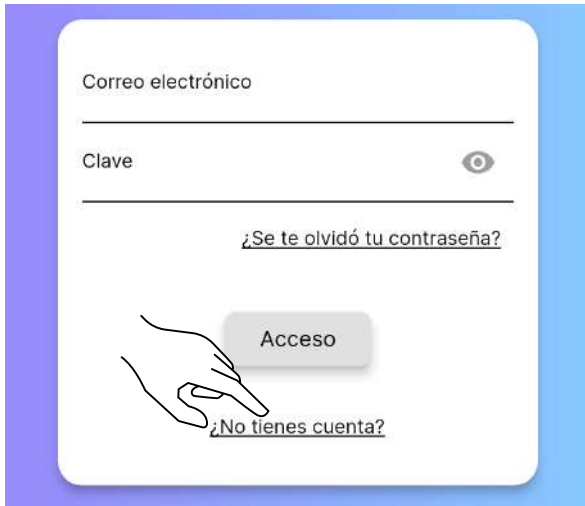 Correo electrónico
Clave
¿Se te olvidó tu contraseña?
Acceso
¿No tienes cuenta?